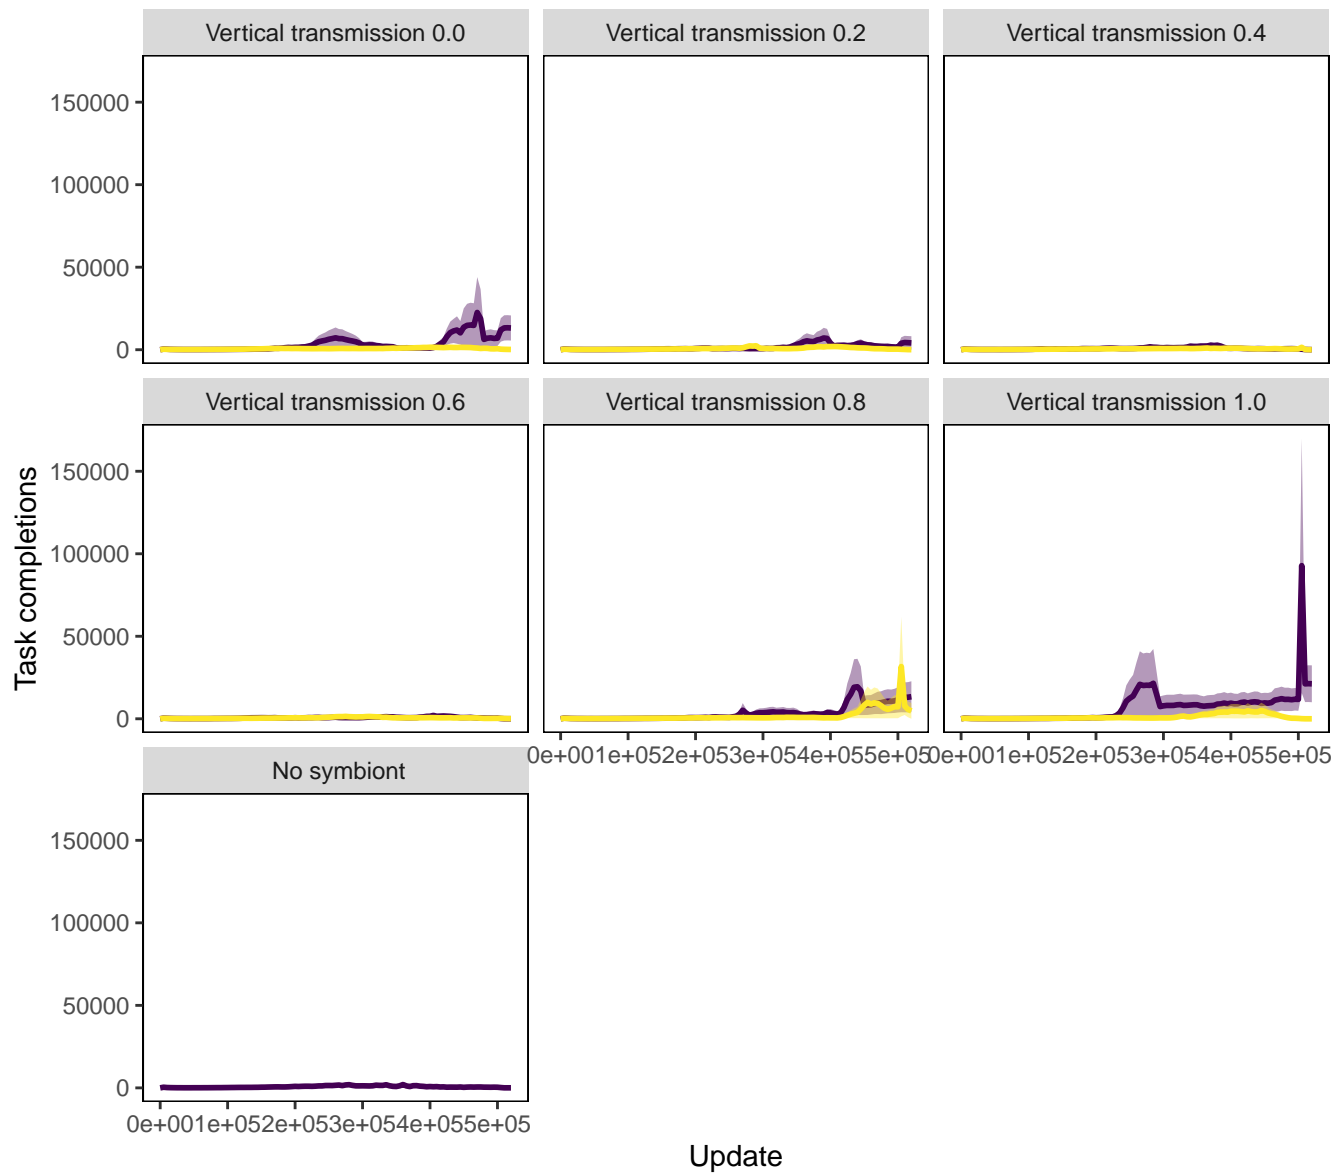 Vertical transmission 0.0
Vertical transmission 0.2
Vertical transmission 0.4
150000
100000
50000
0
Vertical transmission 0.6
Vertical transmission 0.8
Vertical transmission 1.0
150000
100000
50000
0
0e+001e+052e+053e+054e+055e+05
0e+001e+052e+053e+054e+055e+05
No symbiont
150000
100000
50000
0
0e+001e+052e+053e+054e+055e+05
Task completions
Update